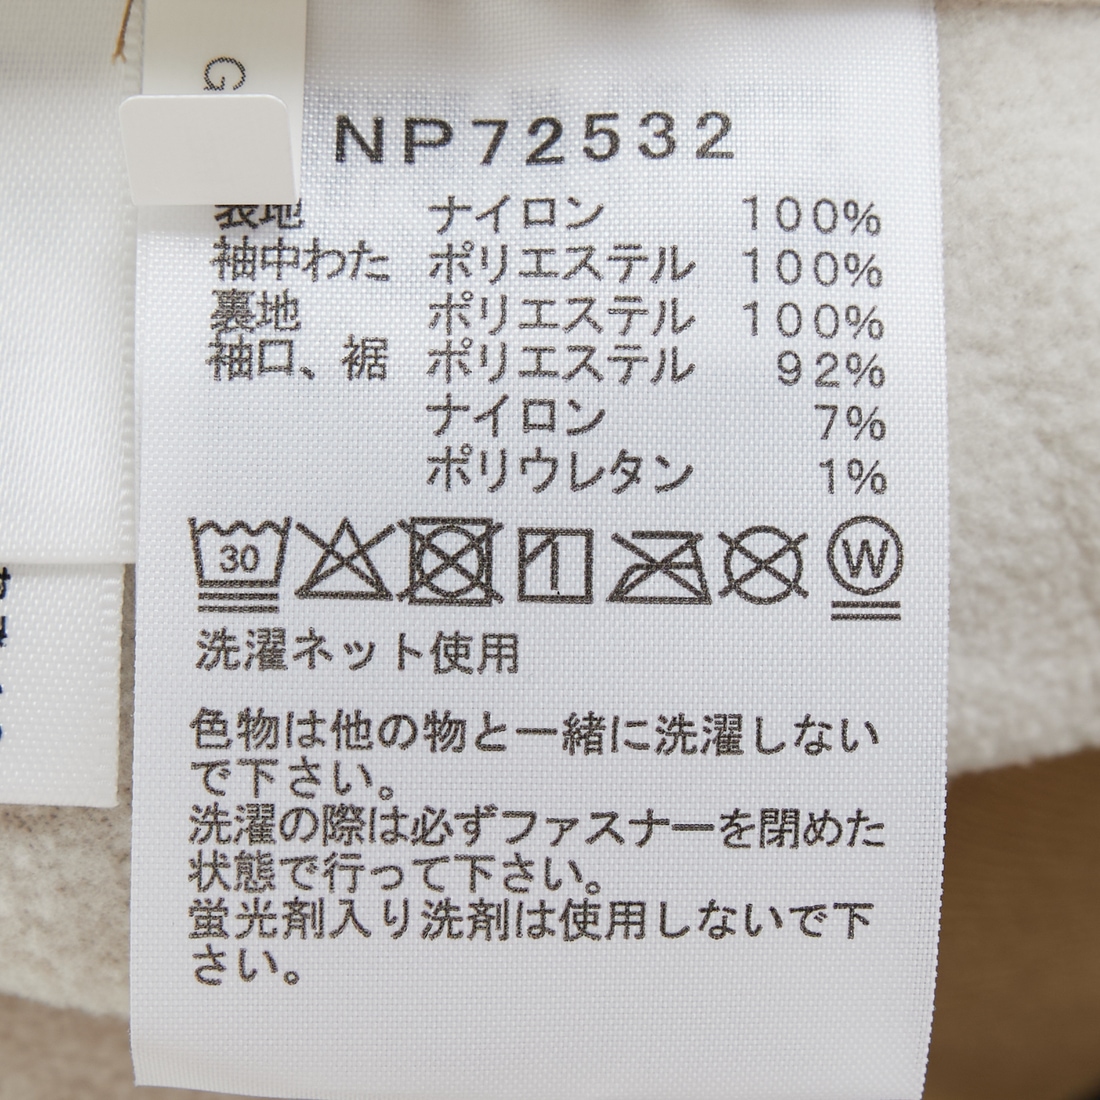 G
NP72532
表地 ナイロン 100%
袖中わた ポリエステル 100%
裏地 ポリエステル 100%
袖口、裾 ポリエステル 92%
ナイロン 7%
ポリウレタン 1%
30 W
洗濯ネット使用
色物は他の物と一緒に洗濯しない
で下さい。
洗濯の際は必ずファスナーを閉めた
状態で行って下さい。
蛍光剤入り洗剤は使用しないで下
さい。